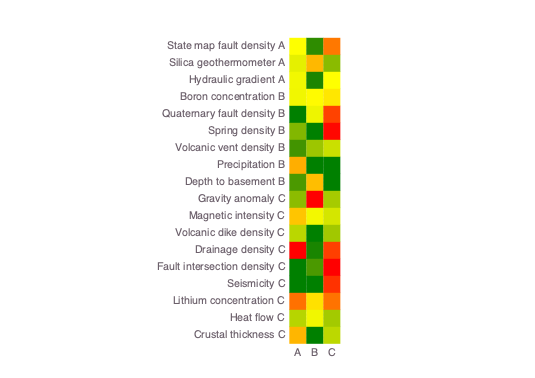 State map fault density A
Silica geothermometer A
Hydraulic gradient A
Boron concentration B
Quaternary fault density B
Spring density B
Volcanic vent density B
Precipitation B
Depth to basement B
Gravity anomaly C
Magnetic intensity C
Volcanic dike density C
Drainage density C
Fault intersection density C
Seismicity C
Lithium concentration C
Heat flow C
Crustal thickness C
A B C